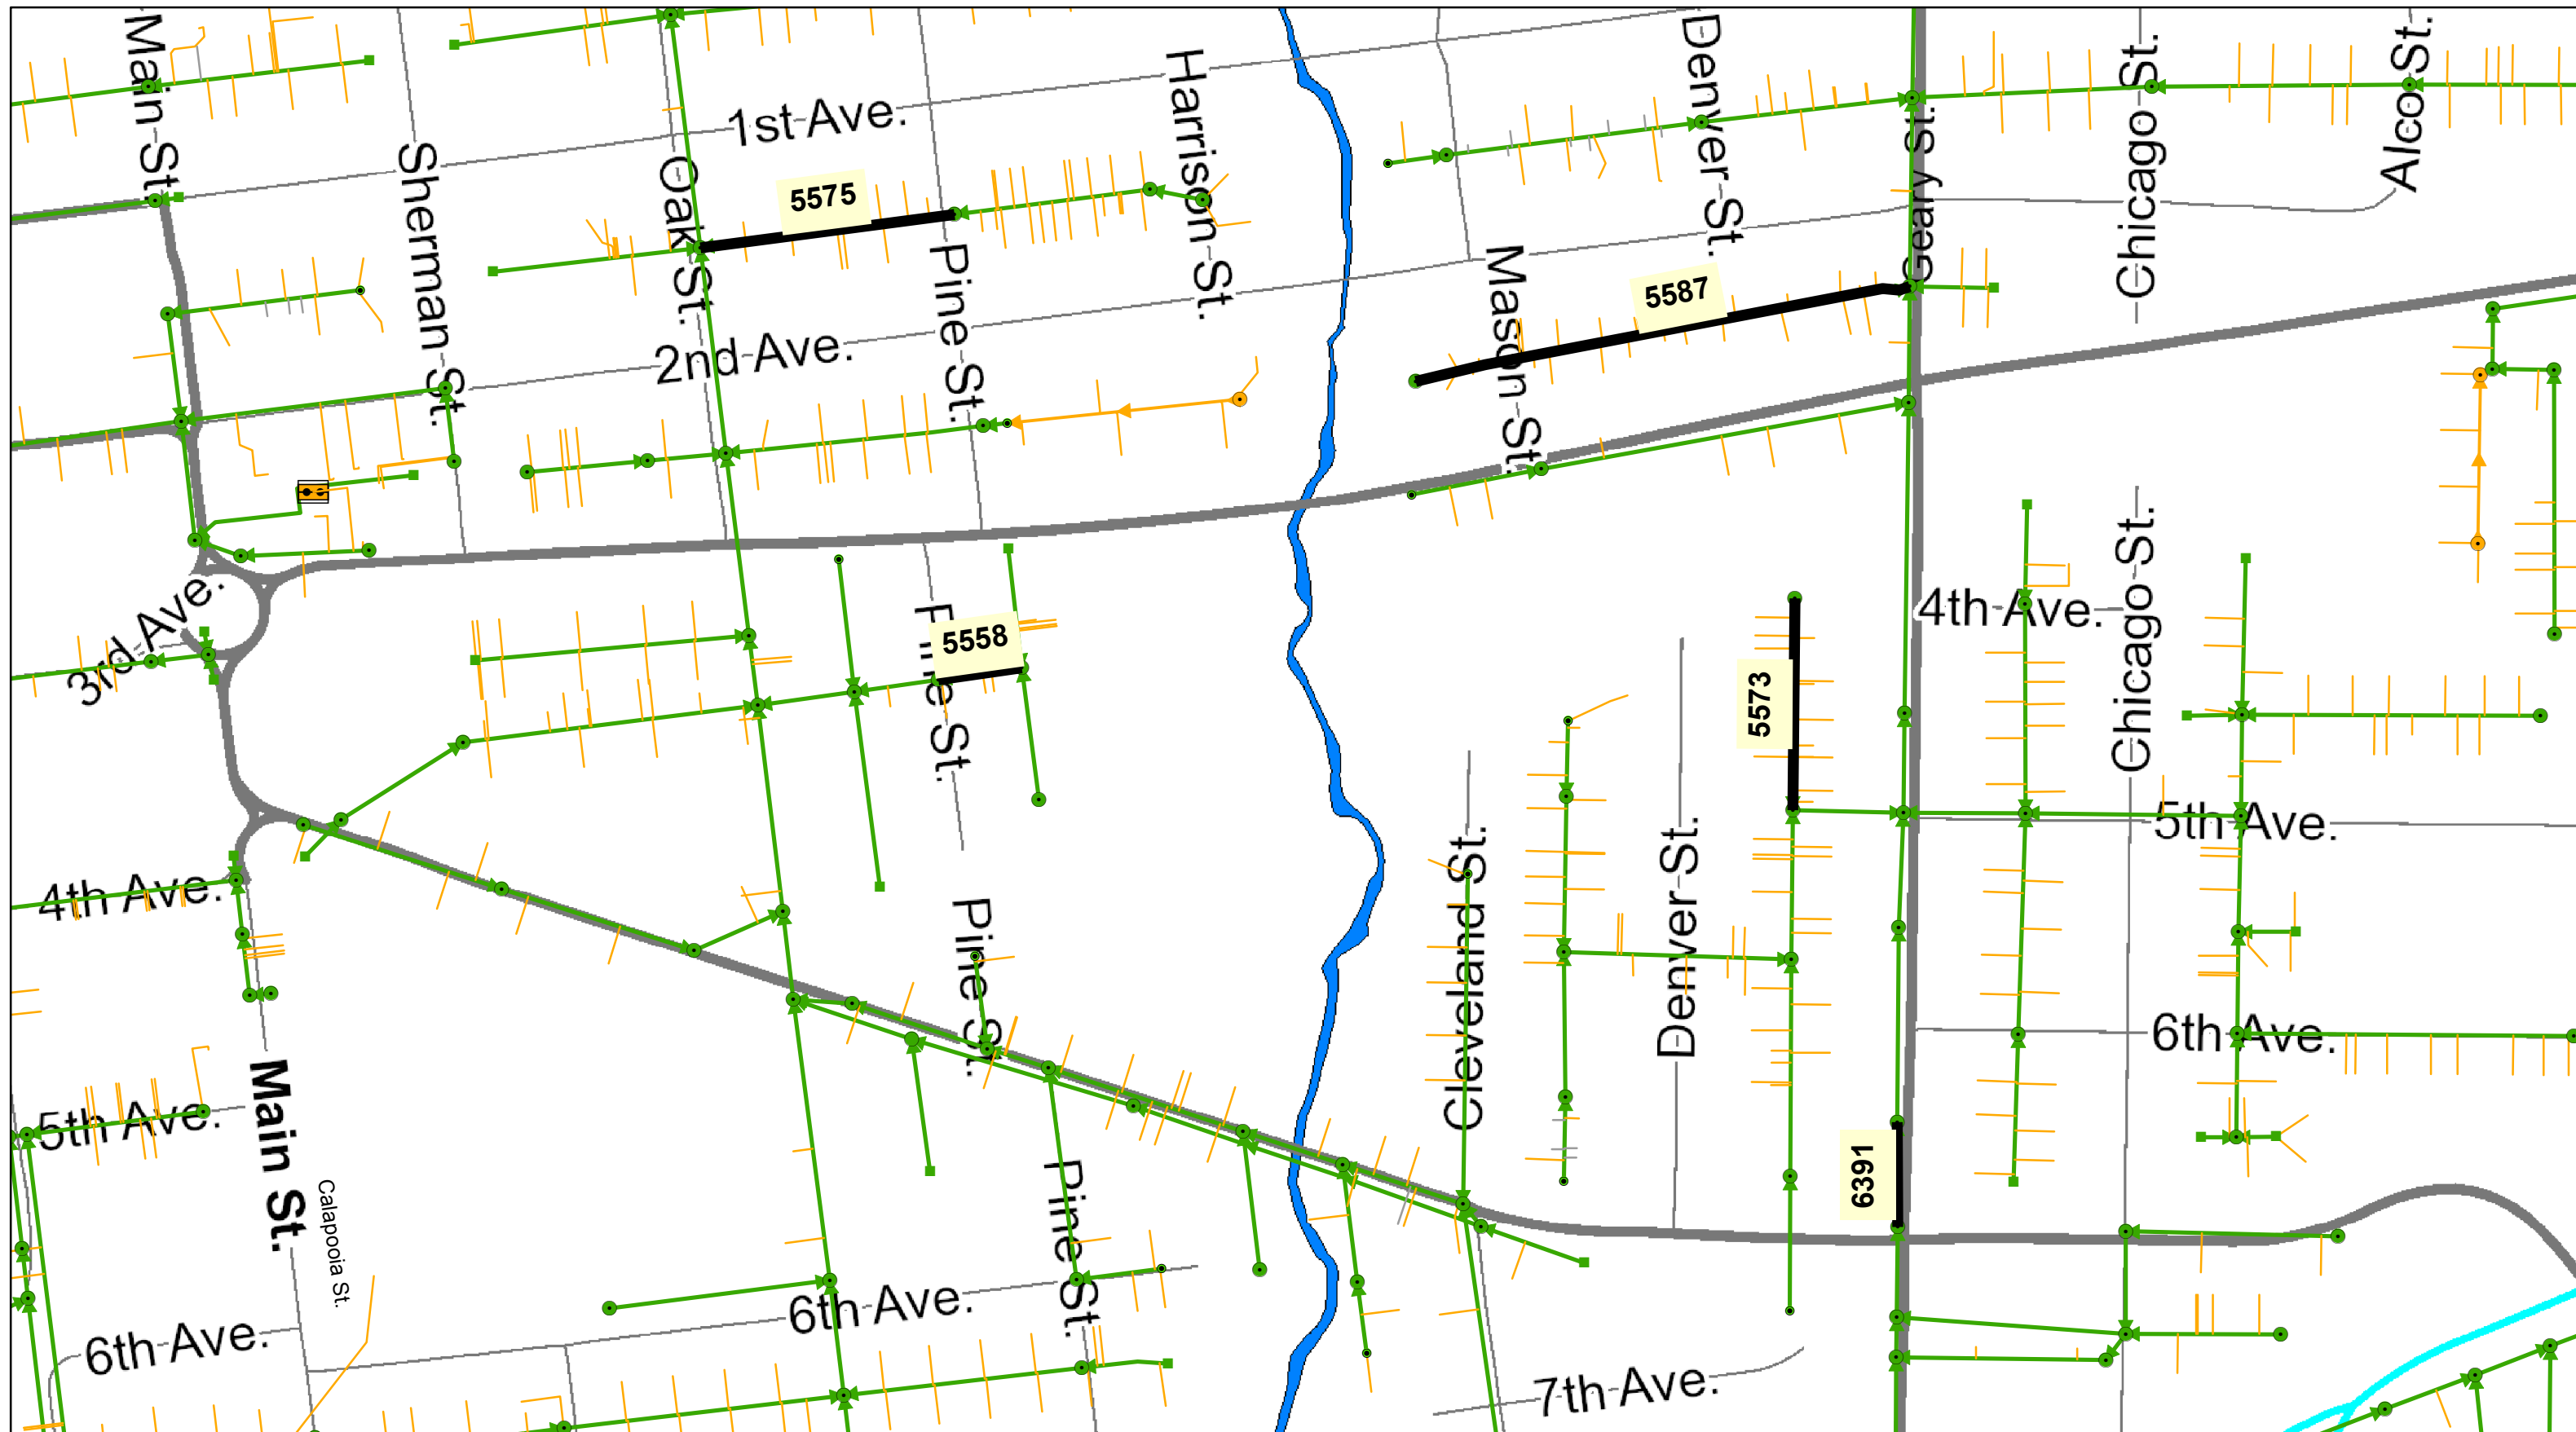 Main St.
Sherman St.
Oak St.
1st Ave.
Harrison St.
Denver St.
Geary St.
Chicago St.
Alco St.
5575
Pine St.
2nd Ave.
Mason St.
5587
3rd Ave.
Pine St.
5558
5573
4th Ave.
Chicago St.
4th Ave.
Pine St.
Cleveland St.
Denver St.
5th Ave.
6th Ave.
5th Ave.
Main St.
Calapooia St.
Pine St.
6391
6th Ave.
6th Ave.
7th Ave.